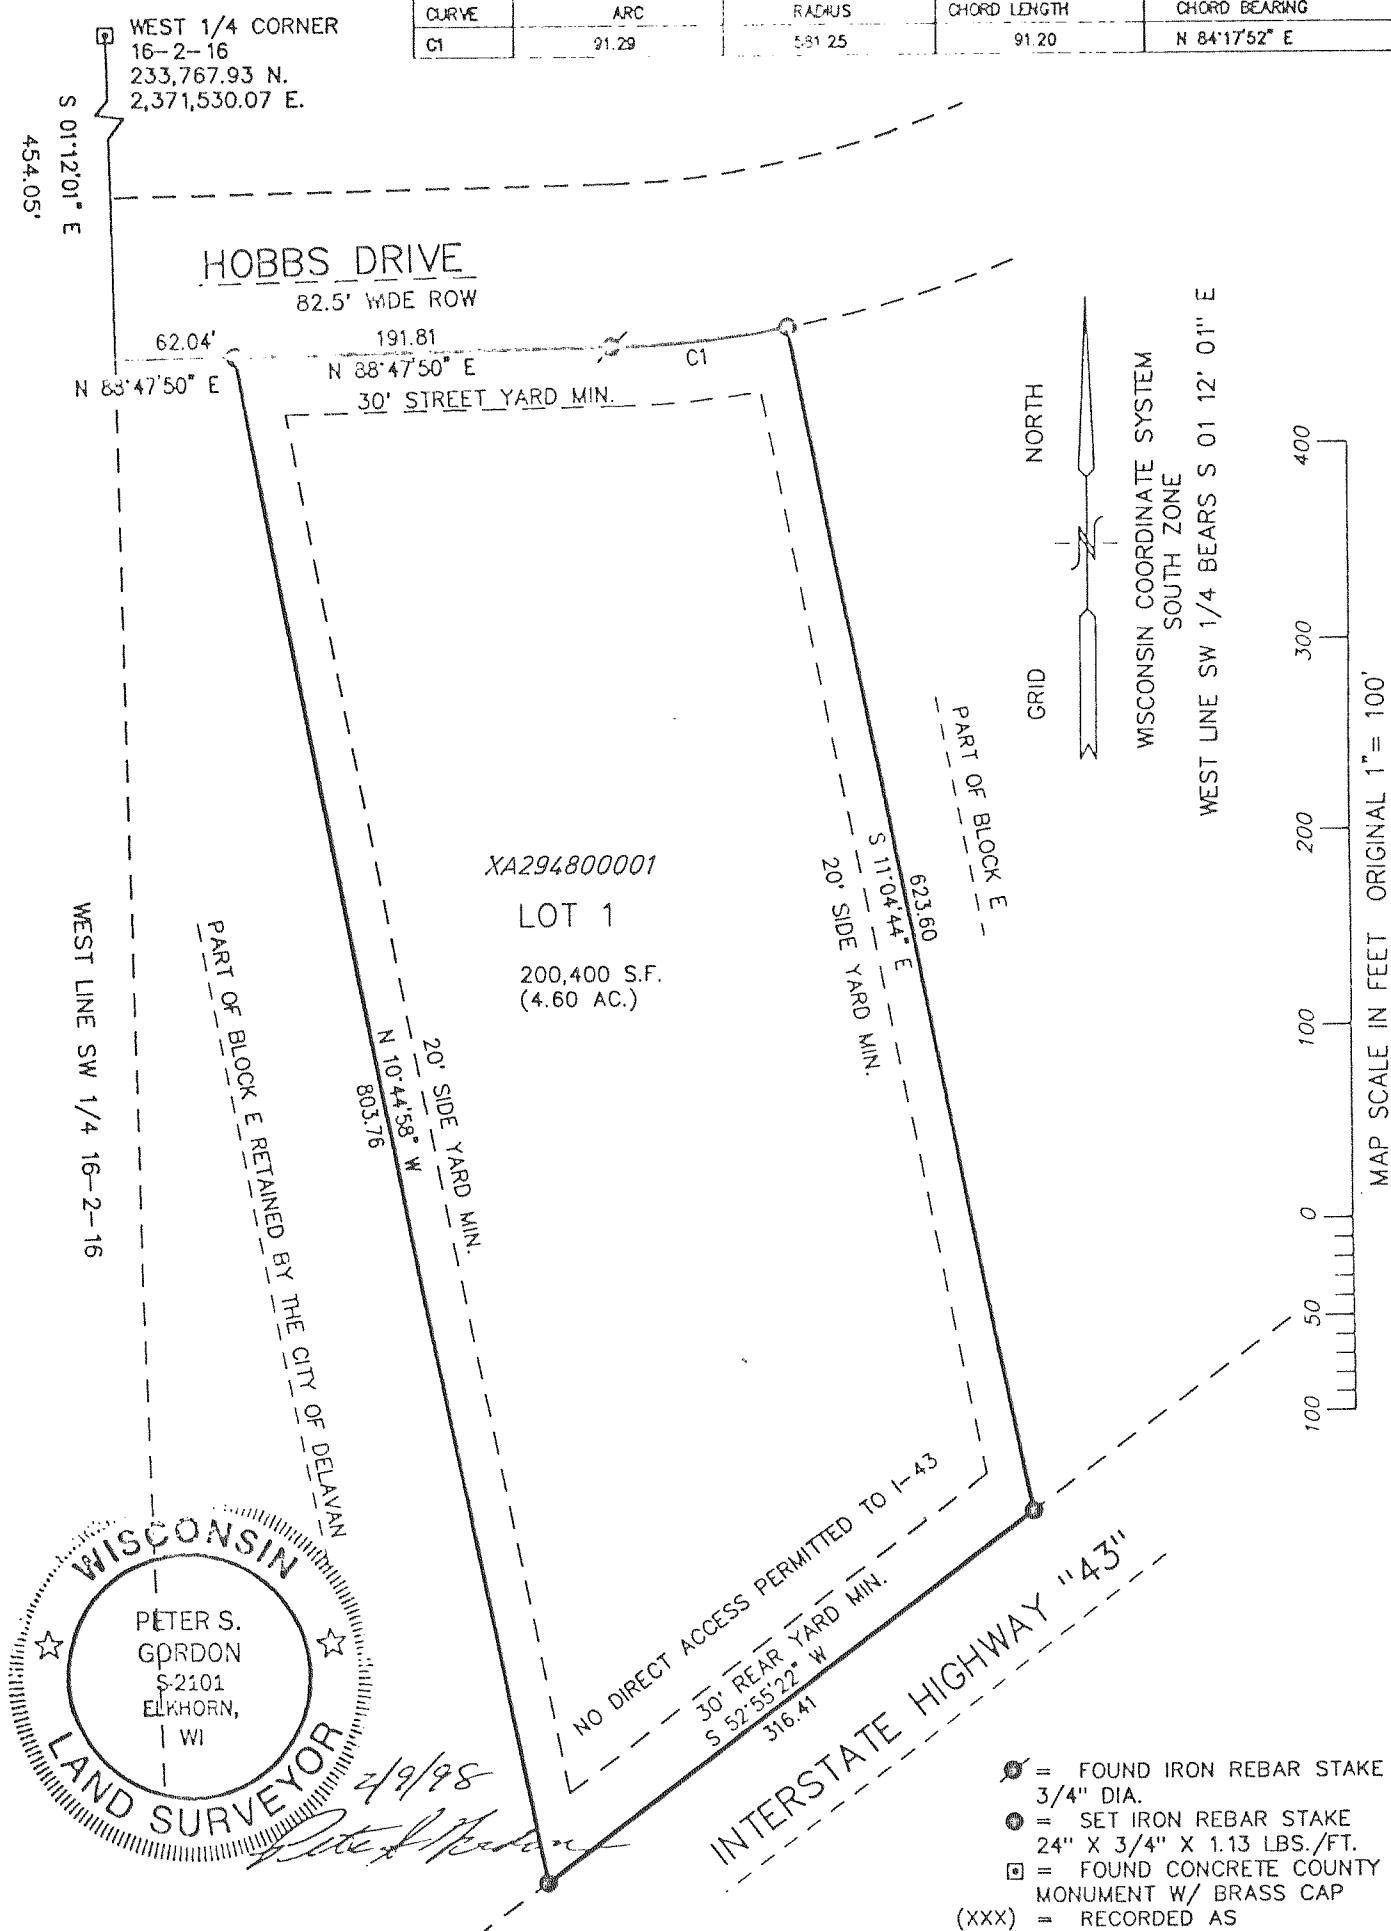 CURVE ARC RADIUS CHORD LENGTH CHORD BEARING
C1 91.29 581.25 91.20 N 84°17'52" E
WEST 1/4 CORNER
16-2-16
233,767.93 N.
2,371,530.07 E.
S 01°12'01" E
454.05'
HOBBS DRIVE
82.5' WIDE ROW
62.04'
N 88°47'50" E
191.81
N 88°47'50" E
C1
30' STREET YARD MIN.
NORTH
GRID
WISCONSIN COORDINATE SYSTEM
SOUTH ZONE
WEST LINE SW 1/4 BEARS S 01 12' 01" E
400
300
200
100
0
50
100
MAP SCALE IN FEET ORIGINAL 1"= 100'
PART OF BLOCK E
623.60
S 11°04'44" E
20' SIDE YARD MIN.
XA294800001
LOT 1
200,400 S.F.
(4.60 AC.)
20' SIDE YARD MIN.
N 10°44'58" W
803.76
PART OF BLOCK E RETAINED BY THE CITY OF DELAVAN
WEST LINE SW 1/4 16-2-16
NO DIRECT ACCESS PERMITTED TO I-43
30' REAR YARD MIN.
S 52°55'22" W
316.41
INTERSTATE HIGHWAY "43"
WISCONSIN
PETER S.
GORDON
S-2101
ELKHORN,
WI
LAND SURVEYOR
2/9/98
Peter S Gordon
= FOUND IRON REBAR STAKE
3/4" DIA.
= SET IRON REBAR STAKE
24" X 3/4" X 1.13 LBS./FT.
= FOUND CONCRETE COUNTY
MONUMENT W/ BRASS CAP
(XXX) = RECORDED AS